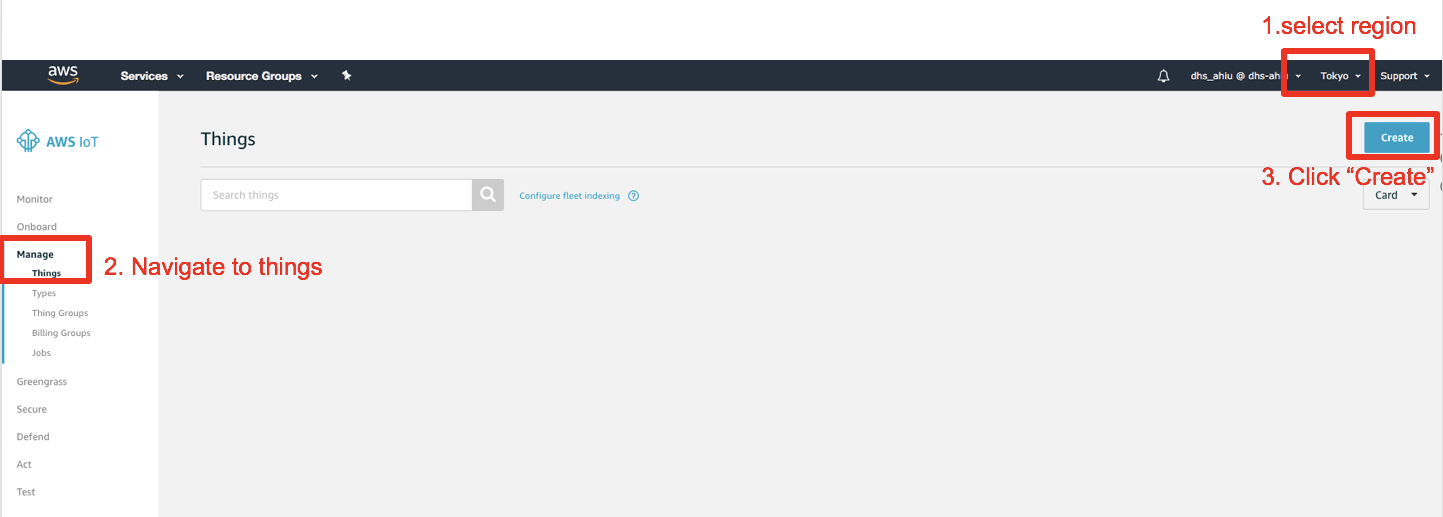 1.select region
aws Services Resource Groups dhs_ahiu @ dhs-ahi Tokyo Support
AWS IoT
Things
Create
3. Click “Create”
Search things
Configure fleet indexing ?
Card
Monitor
Onboard
Manage
2. Navigate to things
Things
Types
Thing Groups
Billing Groups
Jobs
Greengrass
Secure
Defend
Act
Test